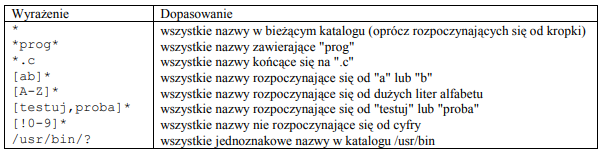 Wyrażenie Dopasowanie
* wszystkie nazwy w bieżącym katalogu (oprócz rozpoczynających się od kropki)
*prog* wszystkie nazwy zawierające "prog"
*.c wszystkie nazwy kończące się na ".c"
[ab]* wszystkie nazwy rozpoczynające się od "a" lub "b"
[A-Z]* wszystkie nazwy rozpoczynające się od dużych liter alfabetu
[testuj,proba]* wszystkie nazwy rozpoczynające się od "testuj" lub "proba"
[!0-9]* wszystkie nazwy nie rozpoczynające się od cyfry
/usr/bin/? wszystkie jednoznakowe nazwy w katalogu /usr/bin